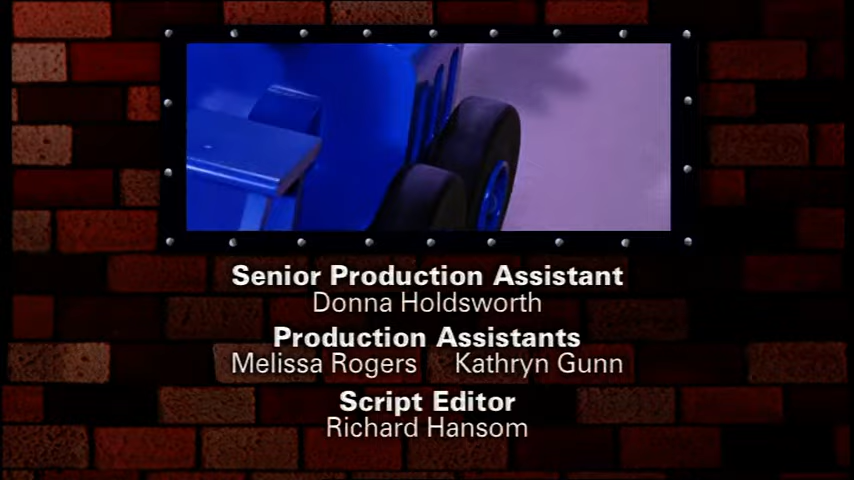 Senior Production Assistant
Donna Holdsworth
Production Assistants
Melissa Rogers Kathryn Gunn
Script Editor
Richard Hansom